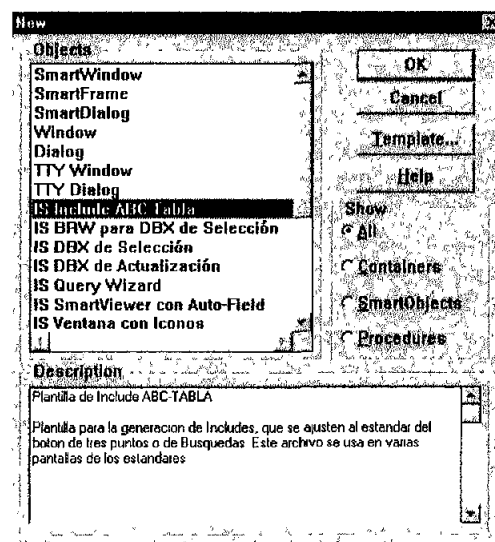 New
Objects
SmartWindow
SmartFrame
SmartDialog
Window
Dialog
TTY Window
TTY Dialog
IS Include ABC Tabla
IS BRW para DBX de Selección
IS DBX de Selección
IS DBX de Actualización
IS Query Wizard
IS SmartViewer con Auto-Field
IS Ventana con Iconos
OK
Cancel
Template...
Help
Show
All
Containers
SmartObjects
Procedures
Description
Plantilla de Include ABC-TABLA
Plantilla para la generacion de Includes, que se ajusten al estandar del
boton de tres puntos o de Busquedas. Este archivo se usa en varias
pantallas de los estandares